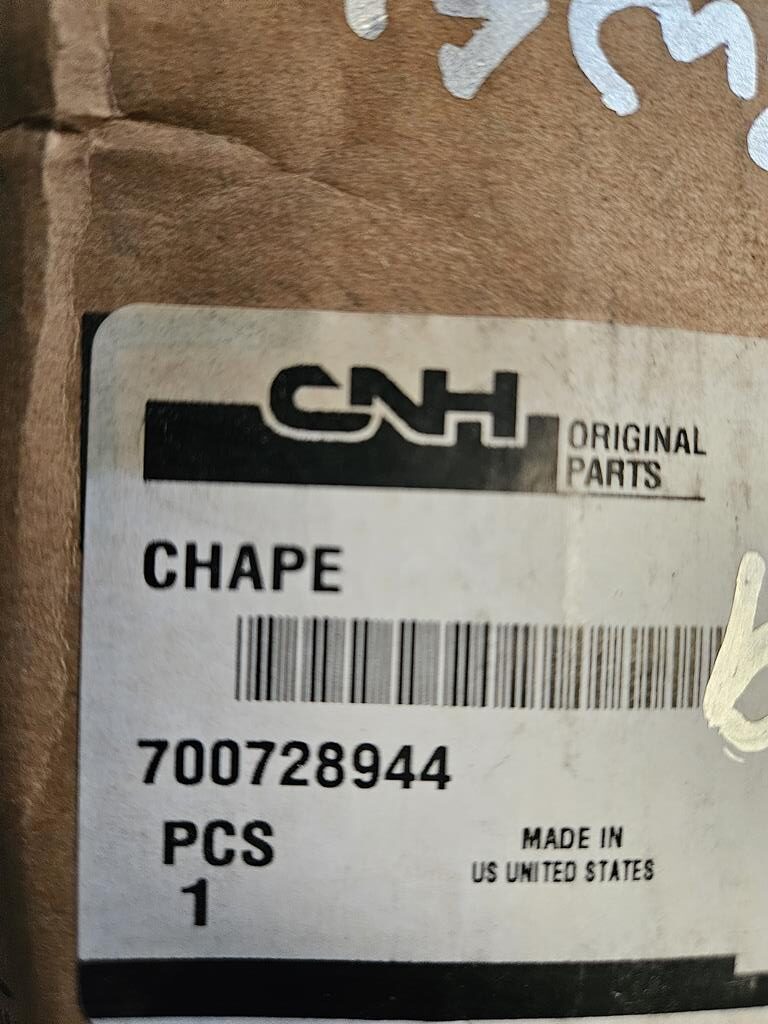 CNH
ORIGINAL
PARTS
CHAPE
700728944
PCS
1
MADE IN
US UNITED STATES